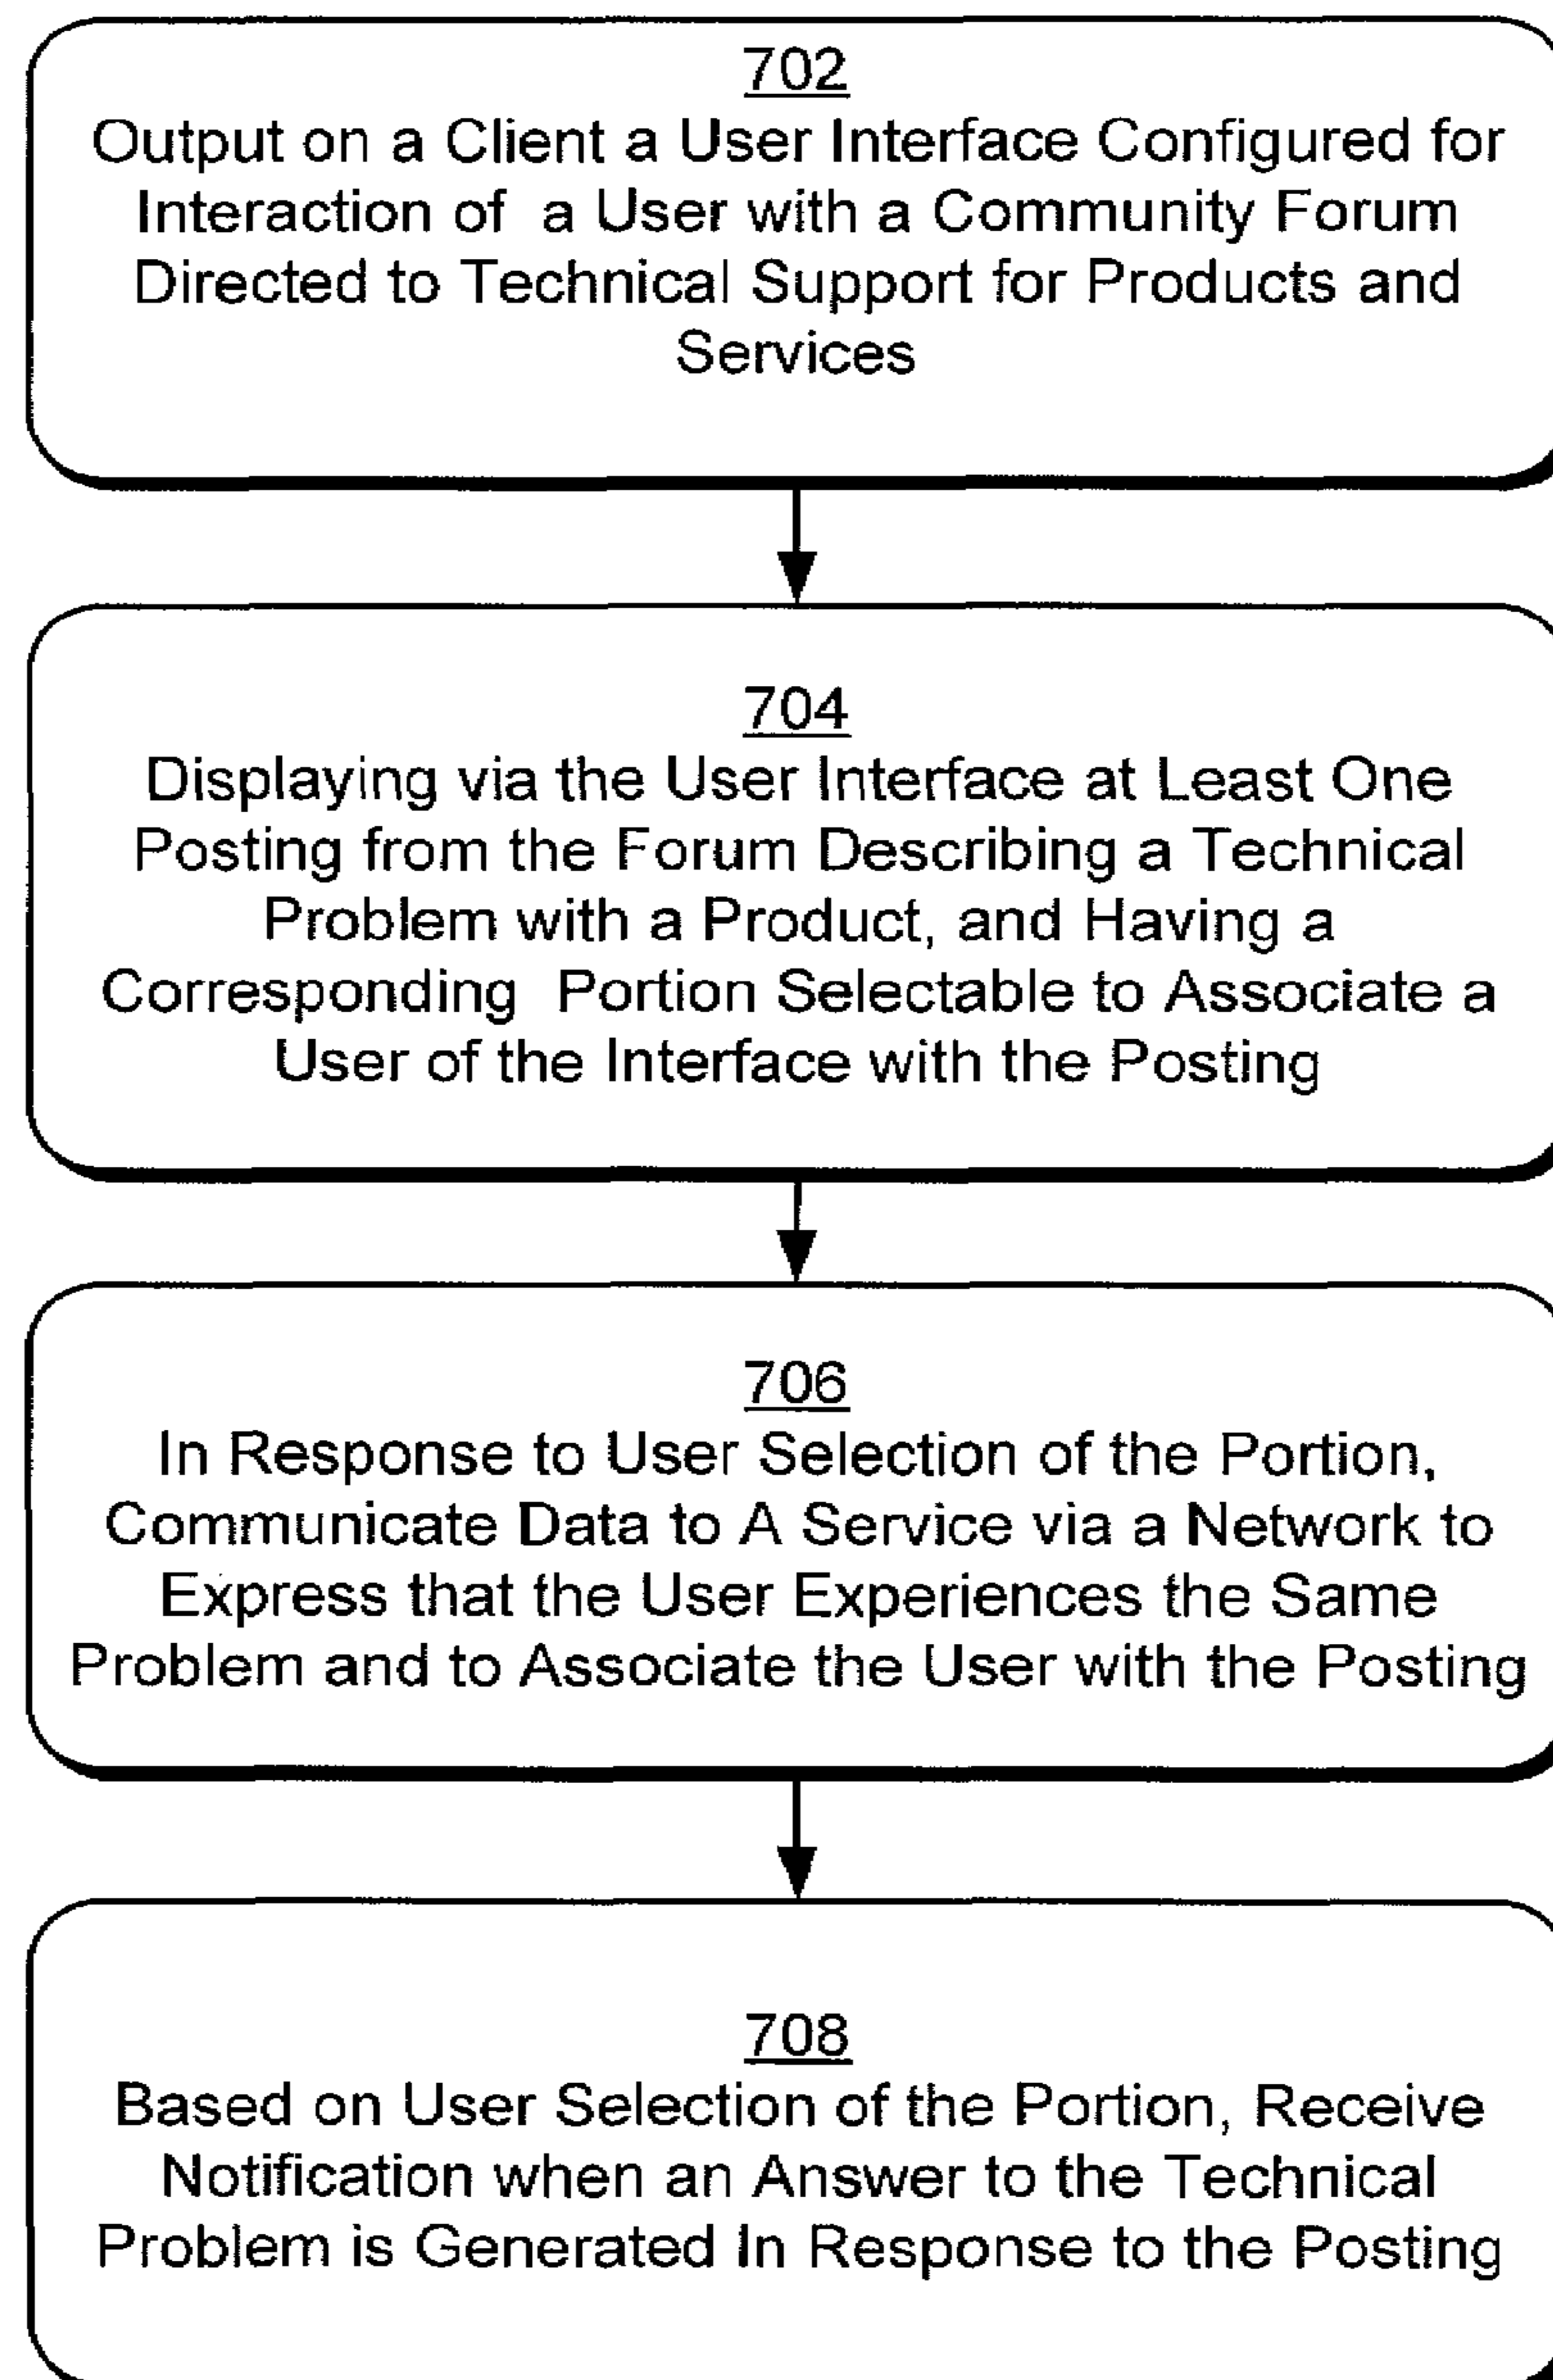 702
Output on a Client a User Interface Configured for
Interaction of a User with a Community Forum
Directed to Technical Support for Products and
Services
704
Displaying via the User Interface at Least One
Posting from the Forum Describing a Technical
Problem with a Product, and Having a
Corresponding Portion Selectable to Associate a
User of the Interface with the Posting
706
In Response to User Selection of the Portion,
Communicate Data to A Service via a Network to
Express that the User Experiences the Same
Problem and to Associate the User with the Posting
708
Based on User Selection of the Portion, Receive
Notification when an Answer to the Technical
Problem is Generated In Response to the Posting